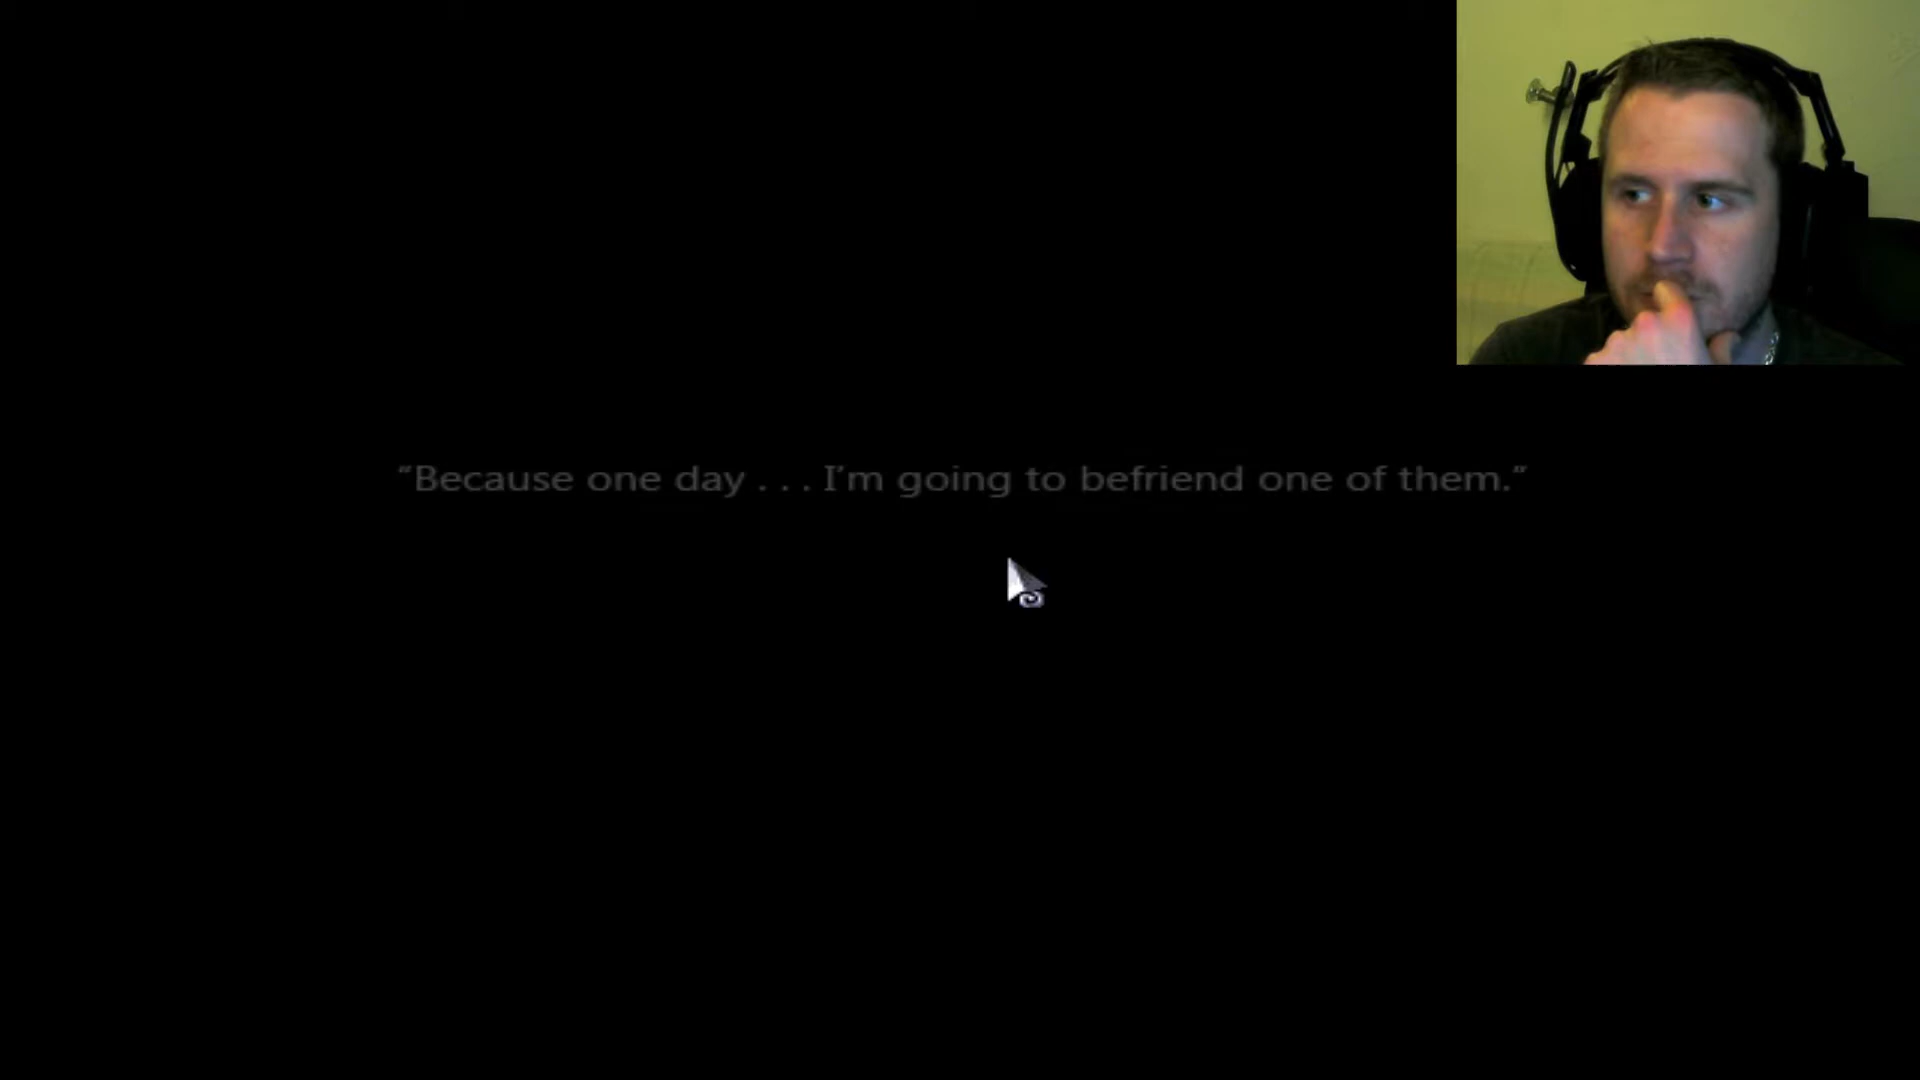 “Because one day . . . I’m going to befriend one of them.”